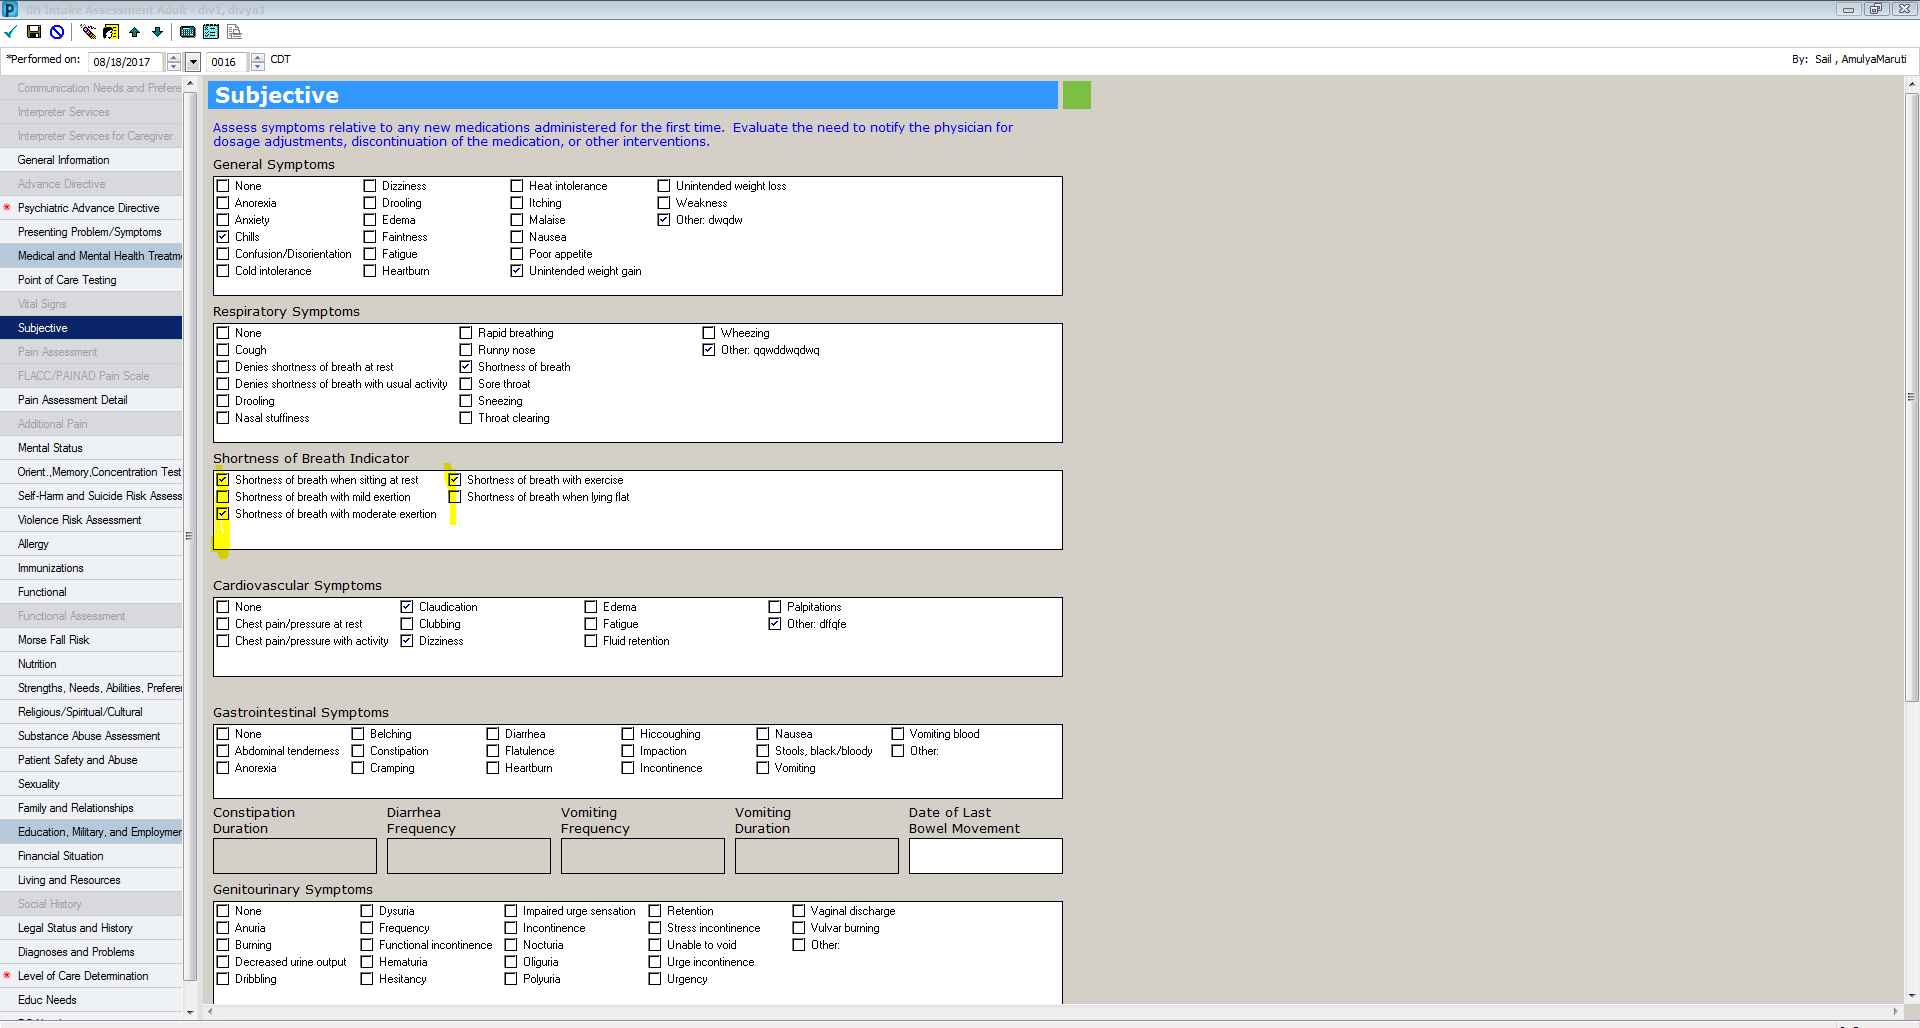 BH Intake Assessment Adult - div1, divya1
*Performed on: 08/18/2017 0016 CDT By: Sail , AmulyaMaruti
Communication Needs and Prefere
Interpreter Services
Interpreter Services for Caregiver
General Information
Advance Directive
* Psychiatric Advance Directive
Presenting Problem/Symptoms
Medical and Mental Health Treatm
Point of Care Testing
Vital Signs
Subjective
Pain Assessment
FLACC/PAINAD Pain Scale
Pain Assessment Detail
Additional Pain
Mental Status
Orient.,Memory,Concentration Test
Self-Harm and Suicide Risk Assess
Violence Risk Assessment
Allergy
Immunizations
Functional
Functional Assessment
Morse Fall Risk
Nutrition
Strengths, Needs, Abilities, Prefere
Religious/Spiritual/Cultural
Substance Abuse Assessment
Patient Safety and Abuse
Sexuality
Family and Relationships
Education, Military, and Employmer
Financial Situation
Living and Resources
Social History
Legal Status and History
Diagnoses and Problems
* Level of Care Determination
Educ Needs
Subjective
Assess symptoms relative to any new medications administered for the first time. Evaluate the need to notify the physician for
dosage adjustments, discontinuation of the medication, or other interventions.
General Symptoms
None Dizziness Heat intolerance Unintended weight loss
Anorexia Drooling Itching Weakness
Anxiety Edema Malaise Other: dwqdw
Chills Faintness Nausea
Confusion/Disorientation Fatigue Poor appetite
Cold intolerance Heartburn Unintended weight gain
Respiratory Symptoms
None Rapid breathing Wheezing
Cough Runny nose Other: qqwddwqdwq
Denies shortness of breath at rest Shortness of breath
Denies shortness of breath with usual activity Sore throat
Drooling Sneezing
Nasal stuffiness Throat clearing
Shortness of Breath Indicator
Shortness of breath when sitting at rest Shortness of breath with exercise
Shortness of breath with mild exertion Shortness of breath when lying flat
Shortness of breath with moderate exertion
Cardiovascular Symptoms
None Claudication Edema Palpitations
Chest pain/pressure at rest Clubbing Fatigue Other: dffqfe
Chest pain/pressure with activity Dizziness Fluid retention
Gastrointestinal Symptoms
None Belching Diarrhea Hiccoughing Nausea Vomiting blood
Abdominal tenderness Constipation Flatulence Impaction Stools, black/bloody Other:
Anorexia Cramping Heartburn Incontinence Vomiting
Constipation Diarrhea Vomiting Vomiting Date of Last
Duration Frequency Frequency Duration Bowel Movement
Genitourinary Symptoms
None Dysuria Impaired urge sensation Retention Vaginal discharge
Anuria Frequency Incontinence Stress incontinence Vulvar burning
Burning Functional incontinence Nocturia Unable to void Other:
Decreased urine output Hematuria Oliguria Urge incontinence
Dribbling Hesitancy Polyuria Urgency